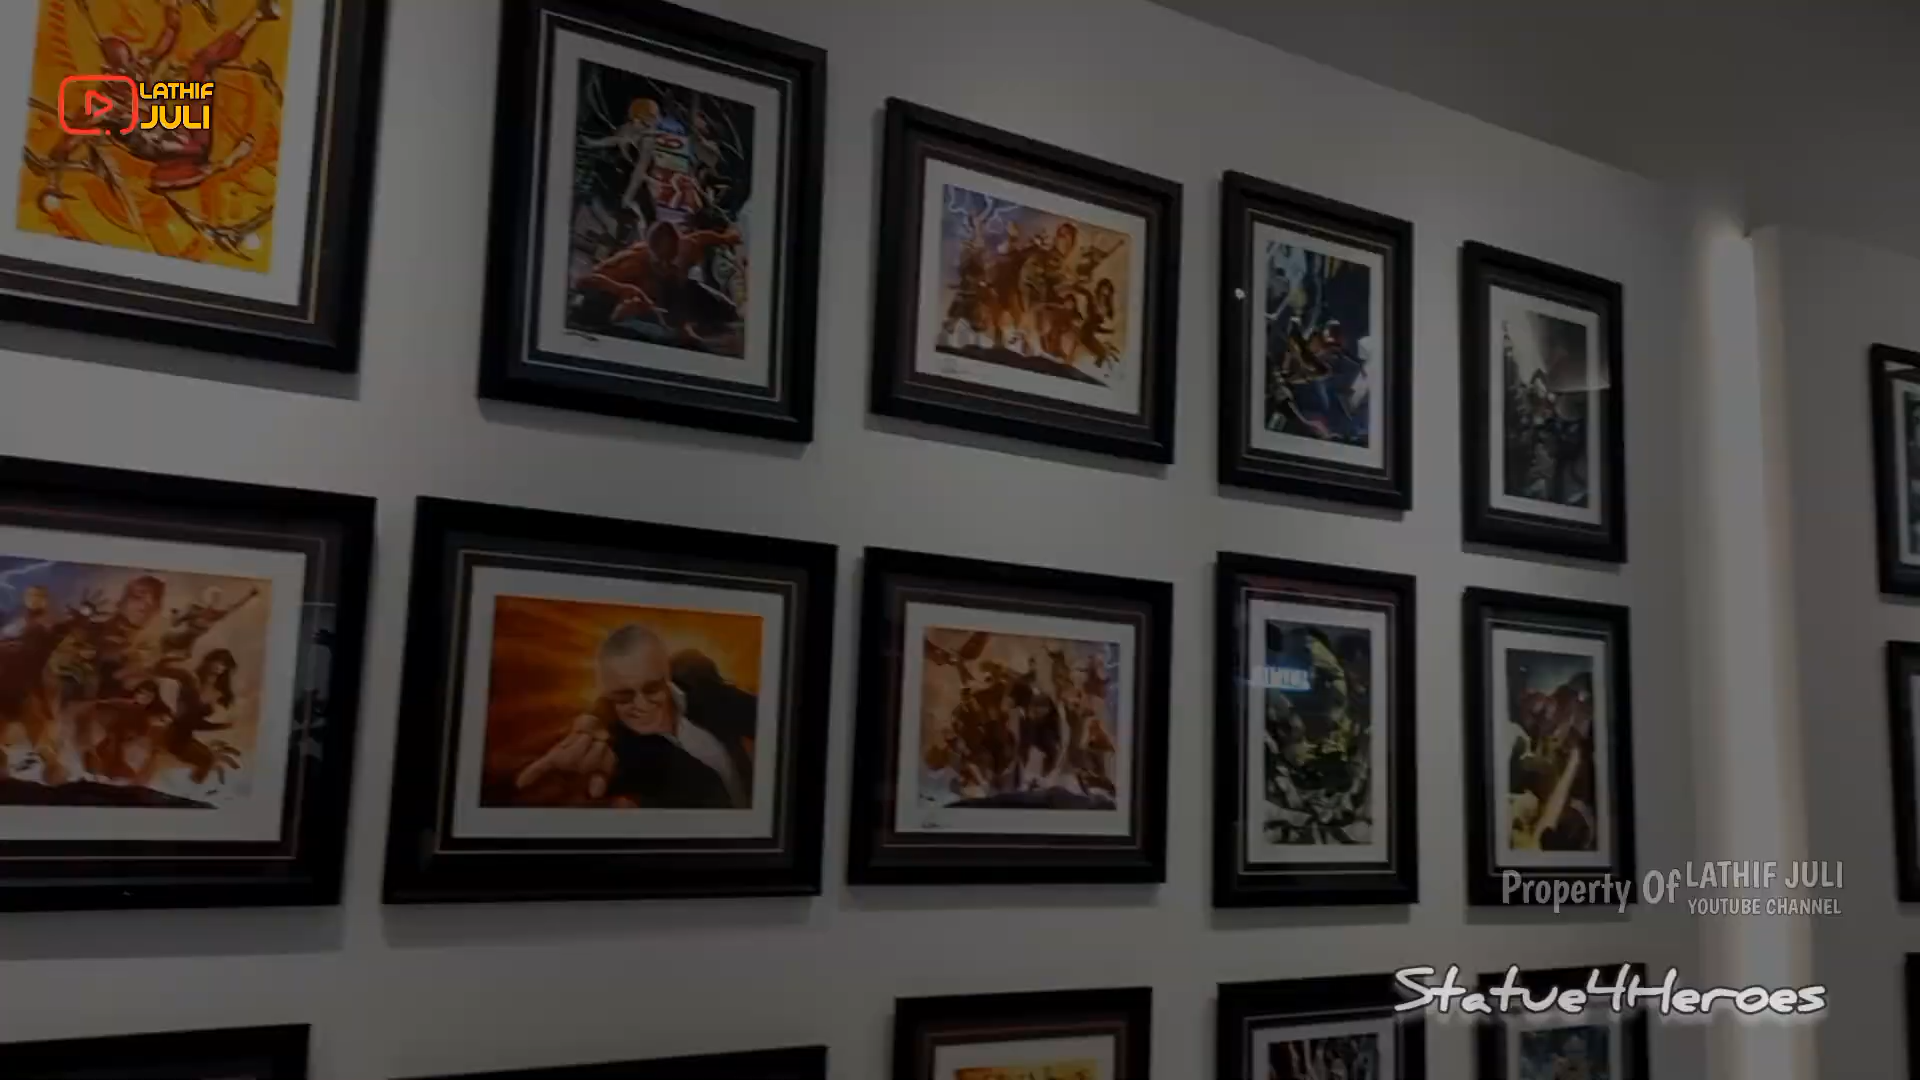 LATHIF
JULI
Property Of LATHIF JULI
YOUTUBE CHANNEL
Statue4Heroes